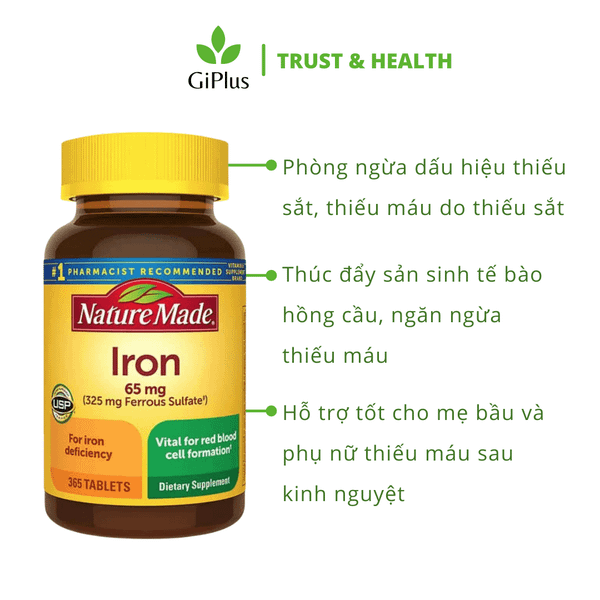 GiPlus
TRUST & HEALTH
Phòng ngừa dấu hiệu thiếu
sắt, thiếu máu do thiếu sắt
Thúc đẩy sản sinh tế bào
hồng cầu, ngăn ngừa
thiếu máu
Hỗ trợ tốt cho mẹ bầu và
phụ nữ thiếu máu sau
kinh nguyệt
#1 PHARMACIST RECOMMENDED
SUPPLEMENT
Nature Made®
Iron
65 mg
(325 mg Ferrous Sulfate†)
USP
For iron
deficiency
Vital for red blood
cell formation‡
365 TABLETS
Dietary Supplement